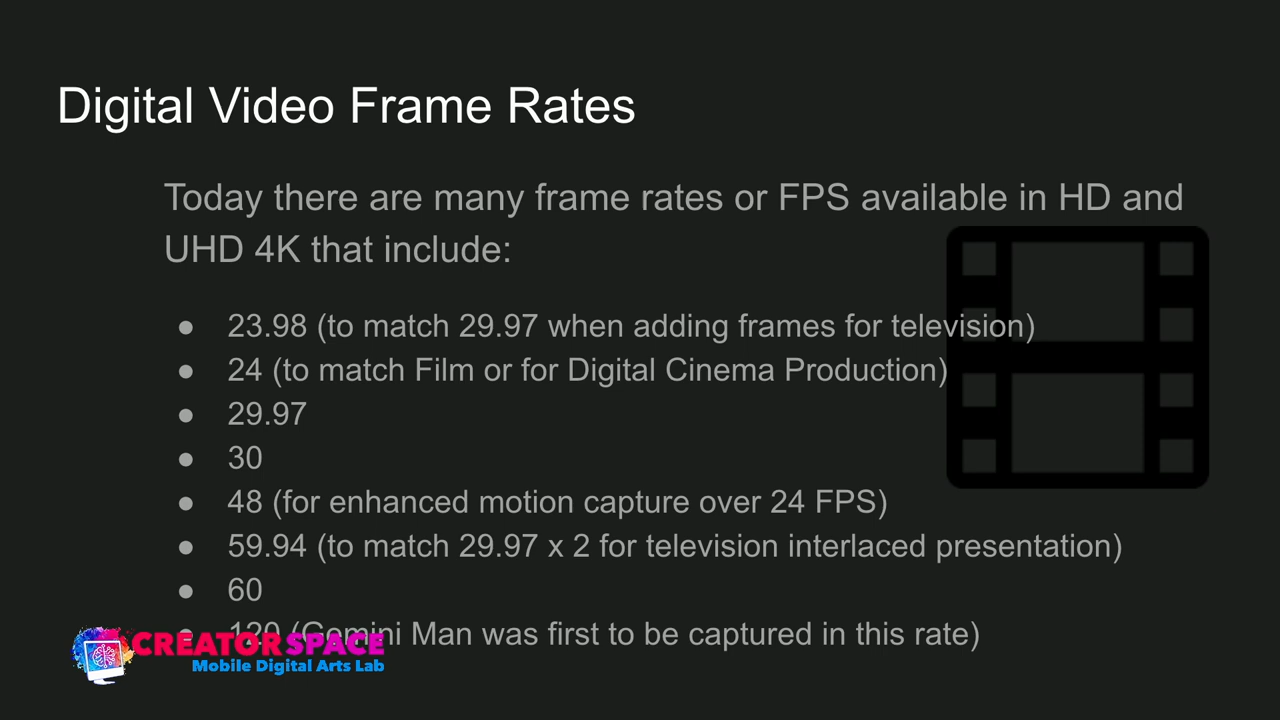 Digital Video Frame Rates
Today there are many frame rates or FPS available in HD and
UHD 4K that include:
● 23.98 (to match 29.97 when adding frames for television)
● 24 (to match Film or for Digital Cinema Production)
● 29.97
● 30
● 48 (for enhanced motion capture over 24 FPS)
● 59.94 (to match 29.97 x 2 for television interlaced presentation)
● 60
● 120 (Gemini Man was first to be captured in this rate)
CREATORSPACE
Mobile Digital Arts Lab